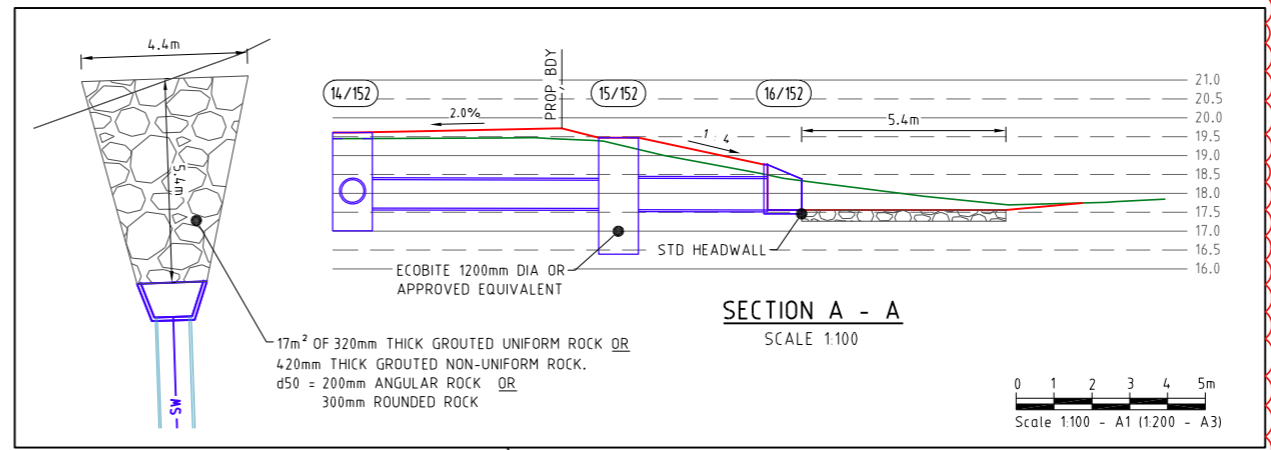 4.4m
5.4m
SW
17m² OF 320mm THICK GROUTED UNIFORM ROCK OR
420mm THICK GROUTED NON-UNIFORM ROCK.
d50 = 200mm ANGULAR ROCK OR
300mm ROUNDED ROCK
14/152
2.0%
PROP BDY
15/152
1 : 4
16/152
5.4m
21.0
20.5
20.0
19.5
19.0
18.5
18.0
17.5
17.0
16.5
16.0
ECOBITE 1200mm DIA OR
APPROVED EQUIVALENT
STD HEADWALL
SECTION A - A
SCALE 1:100
0 1 2 3 4 5m
Scale 1:100 - A1 (1:200 - A3)